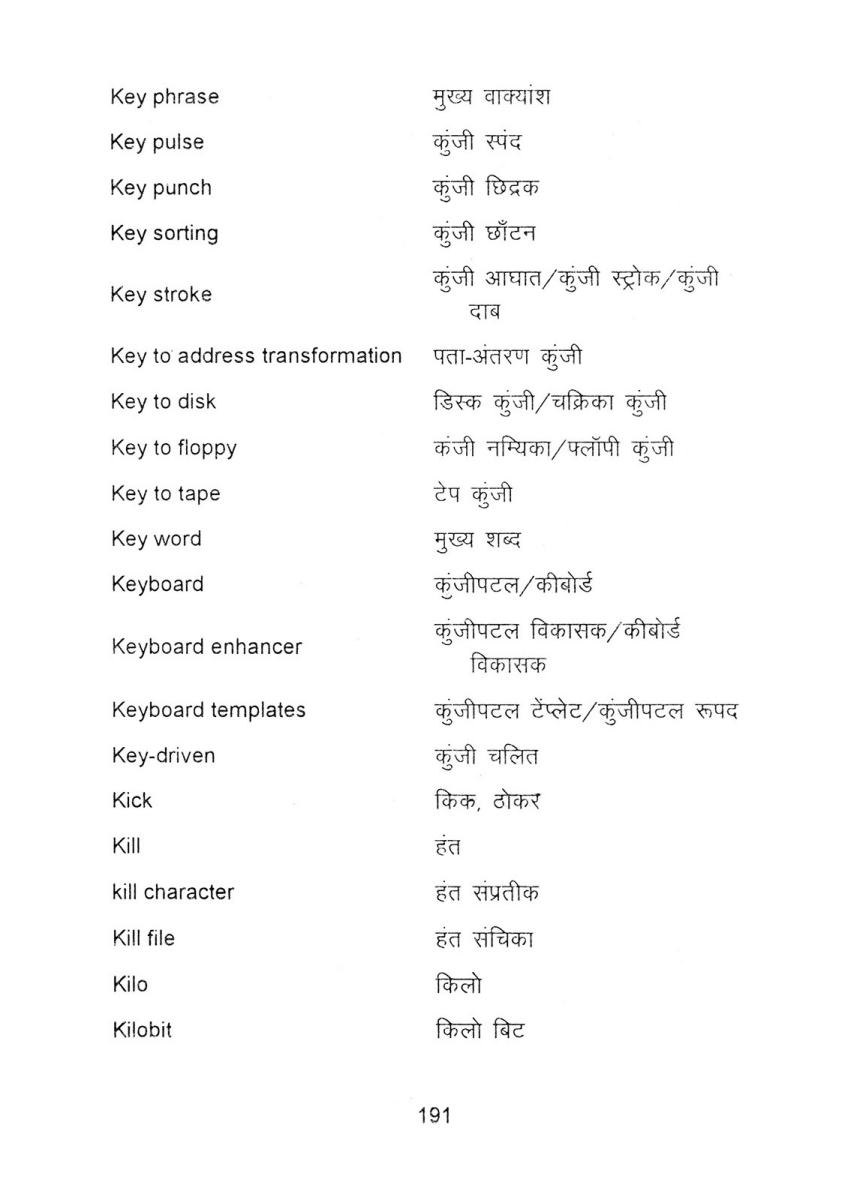 Key phrase मुख्य वाक्यांश
Key pulse कुंजी स्पंद
Key punch कुंजी छिद्रक
Key sorting कुंजी छाँटन
Key stroke कुंजी आघात/कुंजी स्ट्रोक/कुंजी
दाब
Key to address transformation पता-अंतरण कुंजी
Key to disk डिस्क कुंजी/चक्रिका कुंजी
Key to floppy कंजी नम्यिका/फ्लॉपी कुंजी
Key to tape टेप कुंजी
Key word मुख्य शब्द
Keyboard कुंजीपटल/कीबोर्ड
Keyboard enhancer कुंजीपटल विकासक/कीबोर्ड
विकासक
Keyboard templates कुंजीपटल टेंप्लेट/कुंजीपटल रूपद
Key-driven कुंजी चलित
Kick किक, ठोकर
Kill हंत
kill character हंत संप्रतीक
Kill file हंत संचिका
Kilo किलो
Kilobit किलो बिट
191